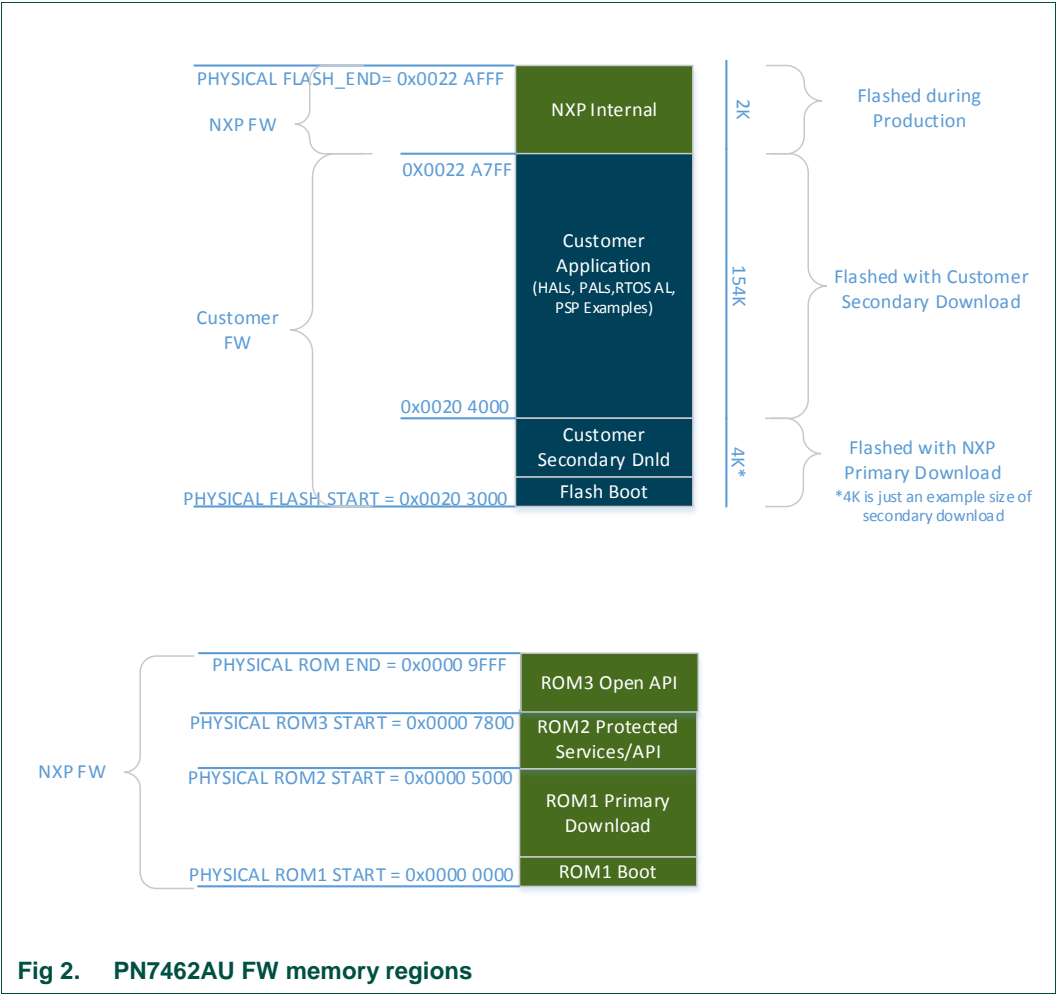 PHYSICAL FLASH_END= 0x0022 AFFF
NXP FW
NXP Internal
2K
Flashed during
Production
0X0022 A7FF
Customer
Application
(HALs, PALs,RTOS AL,
PSP Examples)
154K
Flashed with Customer
Secondary Download
Customer
FW
0x0020 4000
Customer
Secondary Dnld
4K*
Flashed with NXP
Primary Download
*4K is just an example size of
secondary download
Flash Boot
PHYSICAL FLASH START = 0x0020 3000
PHYSICAL ROM END = 0x0000 9FFF
ROM3 Open API
PHYSICAL ROM3 START = 0x0000 7800
ROM2 Protected
Services/API
NXP FW
PHYSICAL ROM2 START = 0x0000 5000
ROM1 Primary
Download
PHYSICAL ROM1 START = 0x0000 0000
ROM1 Boot
Fig 2. PN7462AU FW memory regions